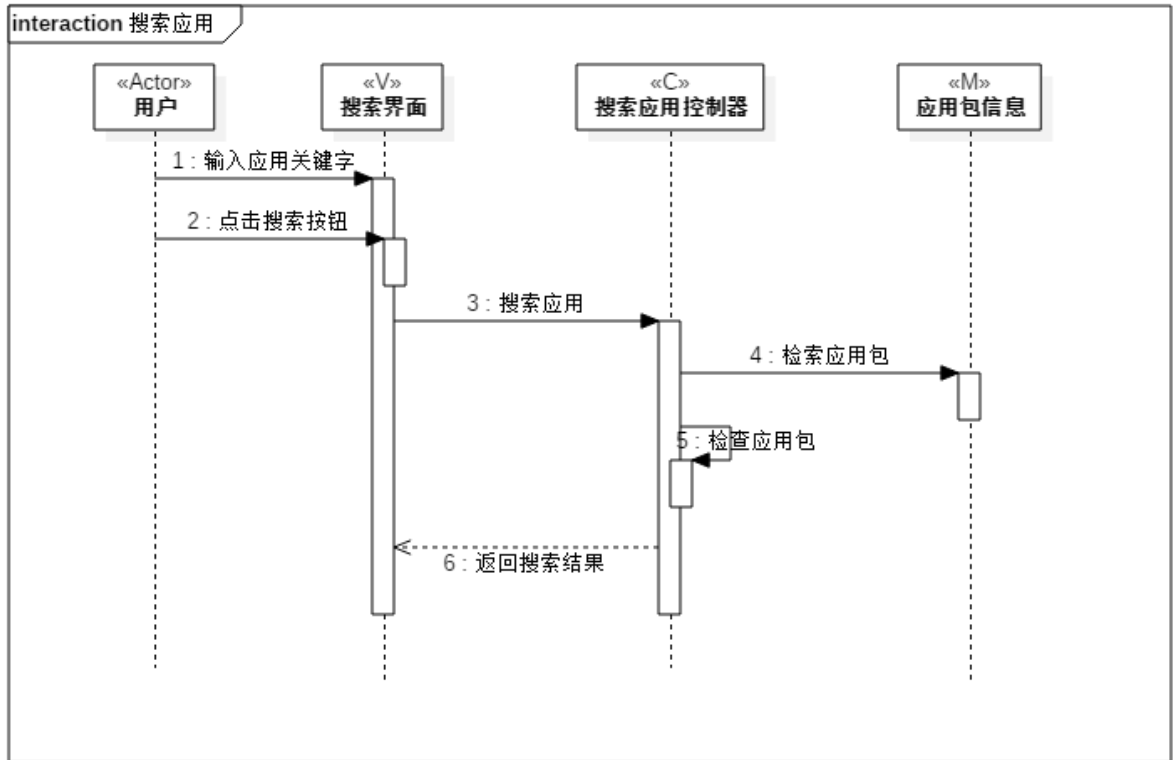 interaction 搜索应用
«Actor»
用户
«V»
搜索界面
«C»
搜索应用控制器
«M»
应用包信息
1 : 输入应用关键字
2 : 点击搜索按钮
3 : 搜索应用
4 : 检索应用包
5 : 检查应用包
6 : 返回搜索结果